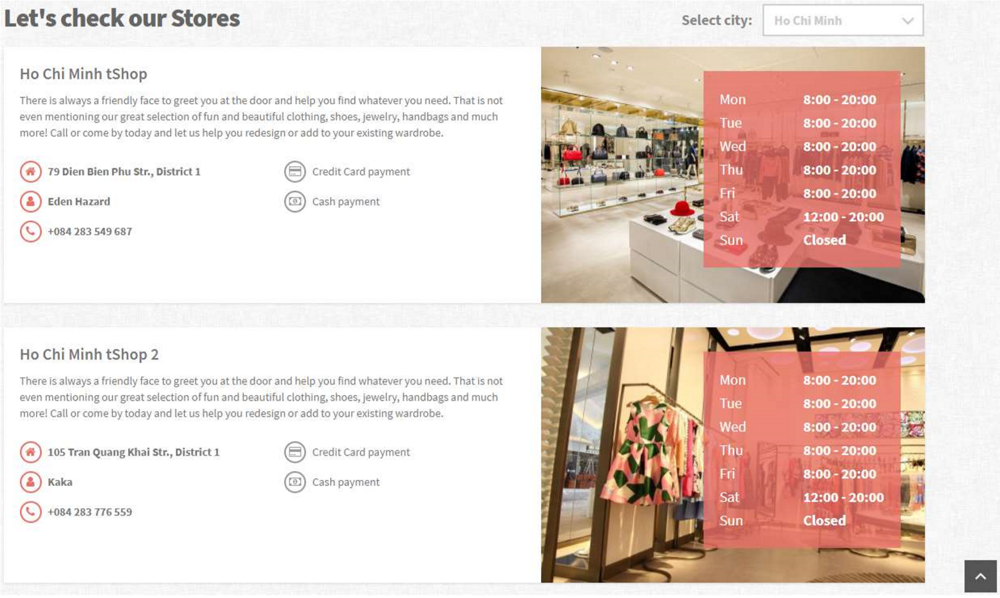 Let's check our Stores
Select city:
Ho Chi Minh
Ho Chi Minh tShop
There is always a friendly face to greet you at the door and help you find whatever you need. That is not
even mentioning our great selection of fun and beautiful clothing, shoes, jewelry, handbags and much
more! Call or come by today and let us help you redesign or add to your existing wardrobe.
79 Dien Bien Phu Str., District 1
Credit Card payment
Eden Hazard
Cash payment
+084 283 549 687
Mon 8:00 - 20:00
Tue 8:00 - 20:00
Wed 8:00 - 20:00
Thu 8:00 - 20:00
Fri 8:00 - 20:00
Sat 12:00 - 20:00
Sun Closed
Ho Chi Minh tShop 2
There is always a friendly face to greet you at the door and help you find whatever you need. That is not
even mentioning our great selection of fun and beautiful clothing, shoes, jewelry, handbags and much
more! Call or come by today and let us help you redesign or add to your existing wardrobe.
105 Tran Quang Khai Str., District 1
Credit Card payment
Kaka
Cash payment
+084 283 776 559
Mon 8:00 - 20:00
Tue 8:00 - 20:00
Wed 8:00 - 20:00
Thu 8:00 - 20:00
Fri 8:00 - 20:00
Sat 12:00 - 20:00
Sun Closed